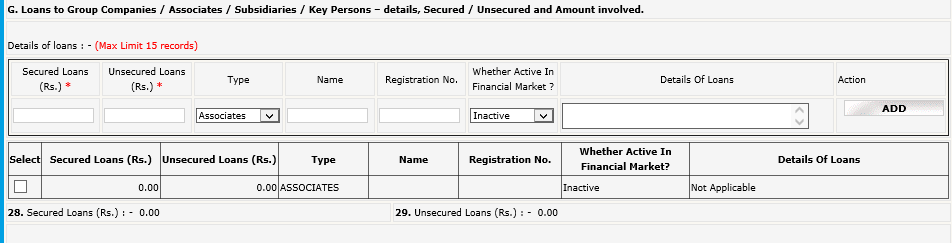 G. Loans to Group Companies / Associates / Subsidiaries / Key Persons – details, Secured / Unsecured and Amount involved.
Details of loans : - (Max Limit 15 records)
Secured Loans (Rs.) * Unsecured Loans (Rs.) * Type Name Registration No. Whether Active In Financial Market ? Details Of Loans Action
Associates Inactive ADD
Select Secured Loans (Rs.) Unsecured Loans (Rs.) Type Name Registration No. Whether Active In Financial Market? Details Of Loans
0.00 0.00 ASSOCIATES Inactive Not Applicable
28. Secured Loans (Rs.) : - 0.00 29. Unsecured Loans (Rs.) : - 0.00